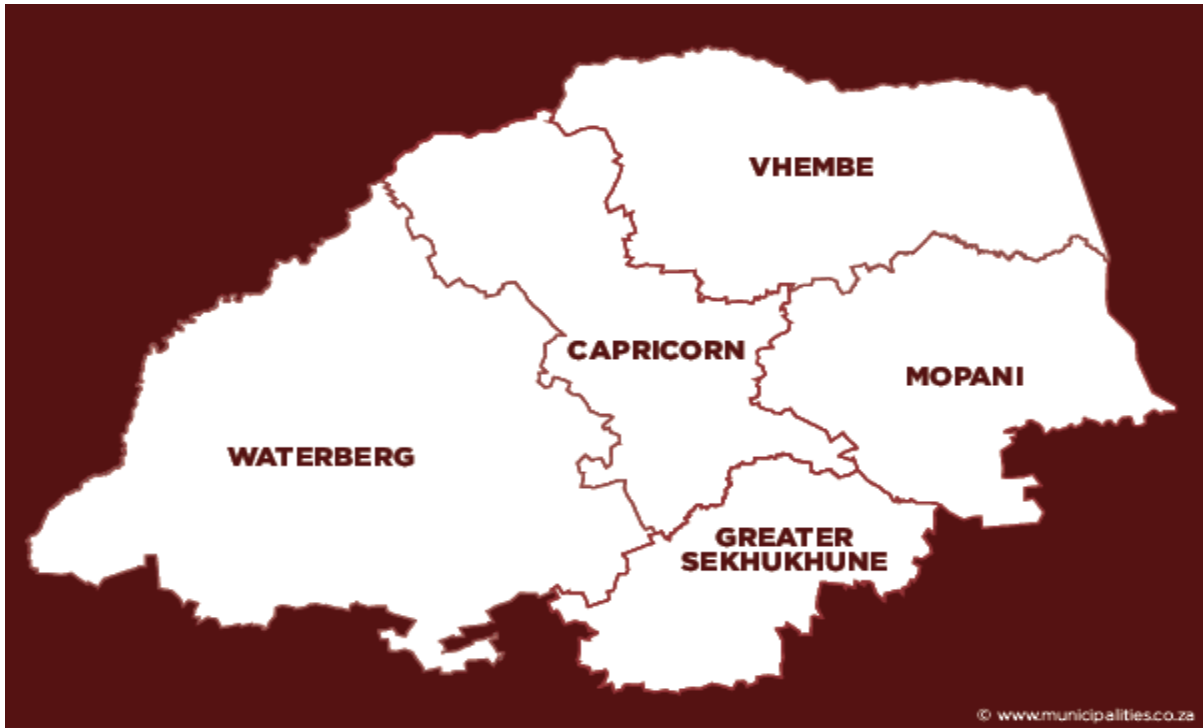 VHEMBE
CAPRICORN
MOPANI
WATERBERG
GREATER
SEKHUKHUNE
© www.municipalities.co.za